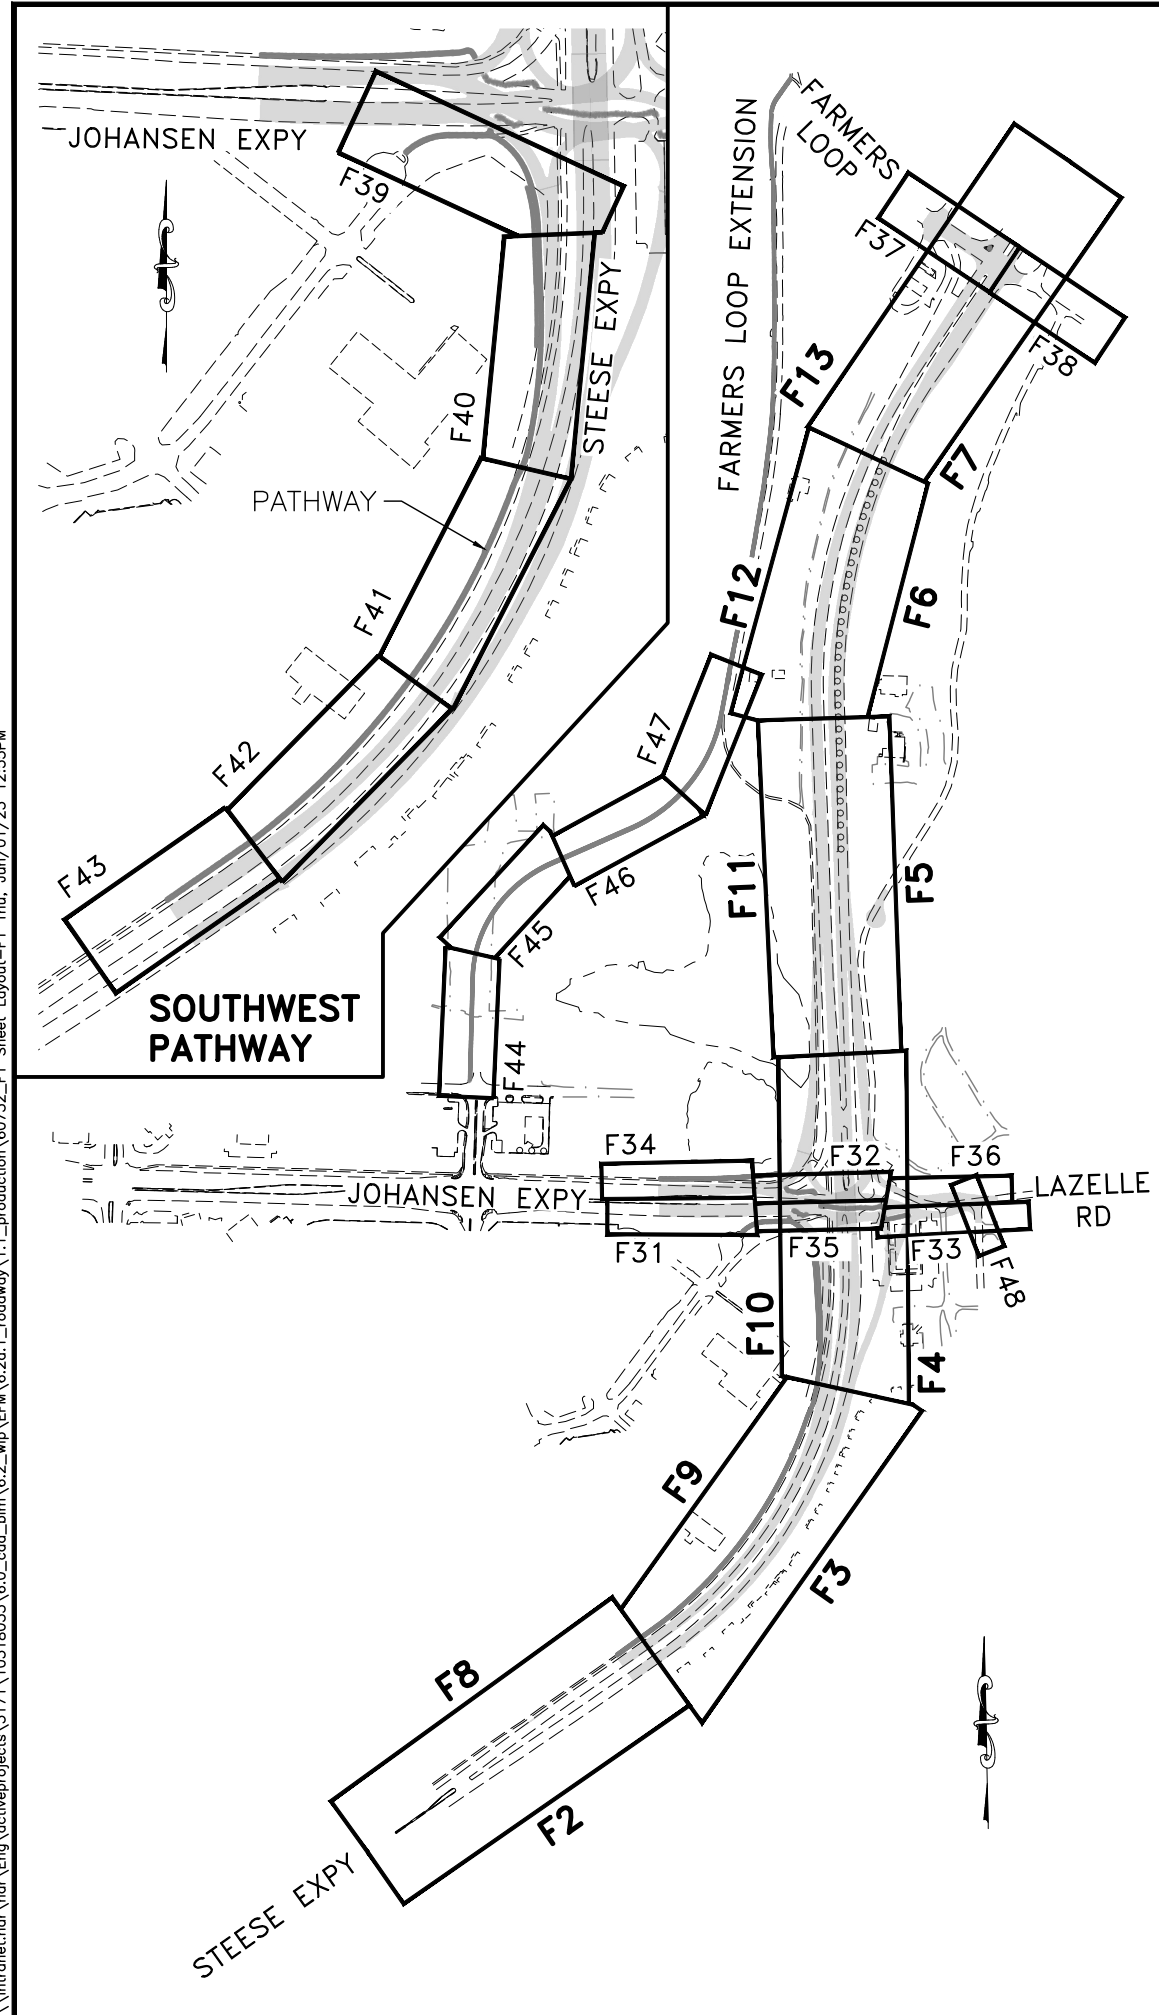 JOHANSEN EXPY
F39
STEESE EXPY
F40
PATHWAY
F41
F42
F43
SOUTHWEST
PATHWAY
FARMERS
LOOP
FARMERS LOOP EXTENSION
F37
F38
F13
F7
F12
F6
F47
F11
F5
F46
F45
F44
F34
F32
F36
JOHANSEN EXPY
LAZELLE
RD
F31
F35
F33
F48
F10
F4
F9
F3
F8
F2
STEESE EXPY